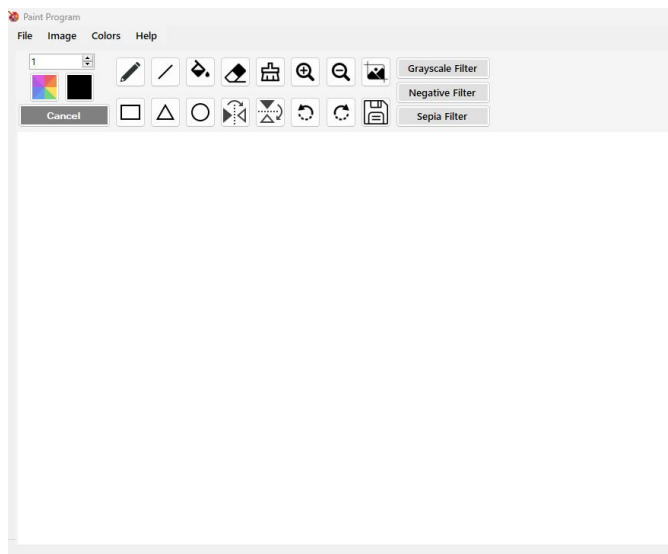 Paint Program
File Image Colors Help
1
Grayscale Filter
Negative Filter
Cancel
Sepia Filter